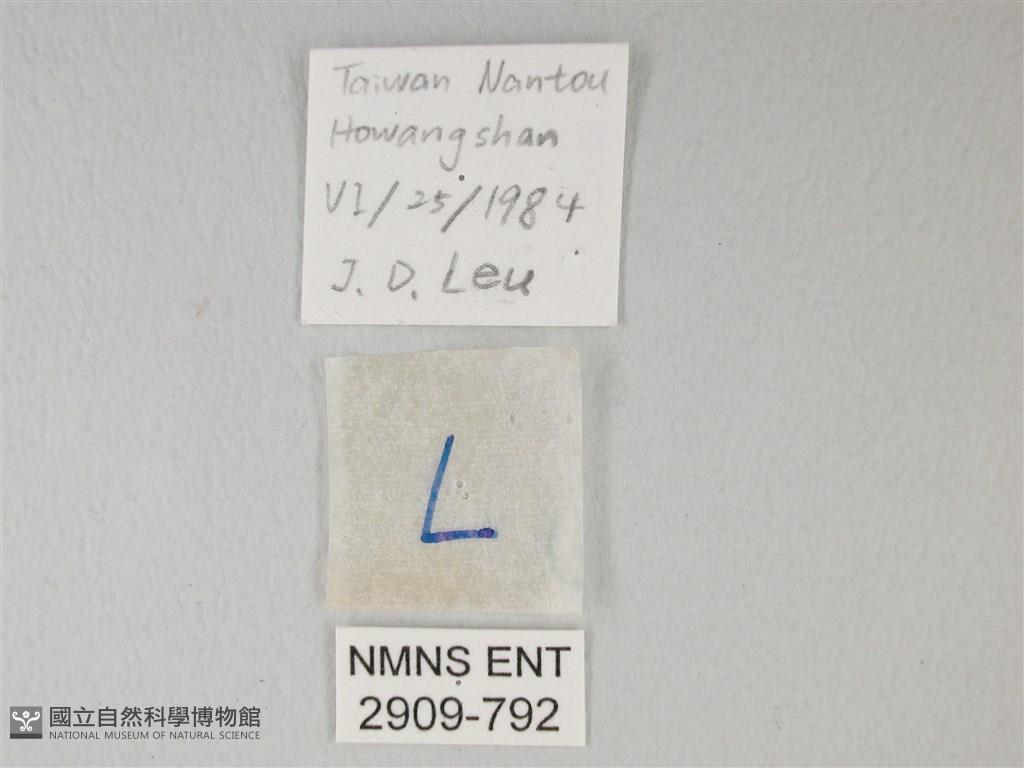 Taiwan Nantou
Howangshan
VI/25/1984
J. D. Leu
L
NMNS ENT
2909-792
國立自然科學博物館
NATIONAL MUSEUM OF NATURAL SCIENCE